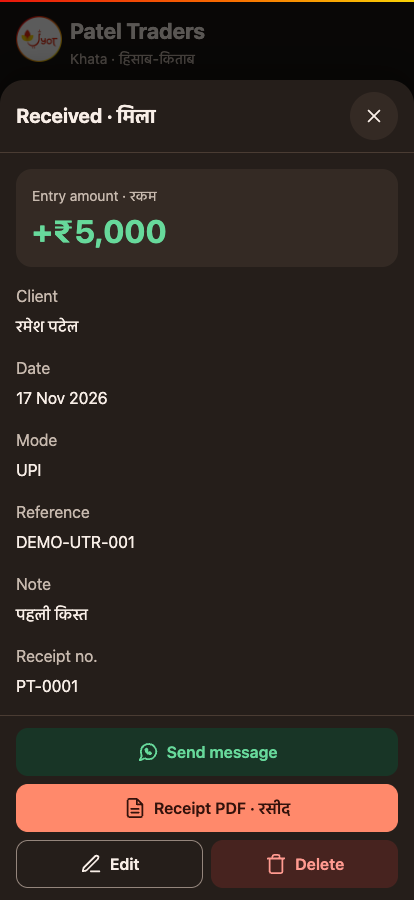 Jyot
Patel Traders
Khata · हिसाब-किताब
Received · मिला
Entry amount · रकम
+₹5,000
Client
रमेश पटेल
Date
17 Nov 2026
Mode
UPI
Reference
DEMO-UTR-001
Note
पहली किस्त
Receipt no.
PT-0001
Send message
Receipt PDF · रसीद
Edit
Delete